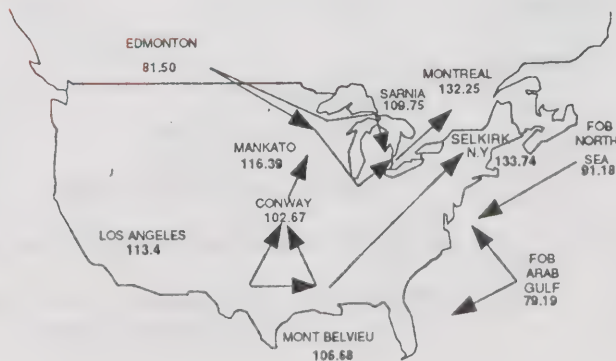 EDMONTON
81.50
MONTREAL
132.25
SARNIA
109.75
FOB
NORTH
SEA
91.18
SELKIRK
N.Y.
133.74
MANKATO
116.39
CONWAY
102.67
LOS ANGELES
113.4
FOB
ARAB
GULF
79.19
MONT BELVIEU
106.68